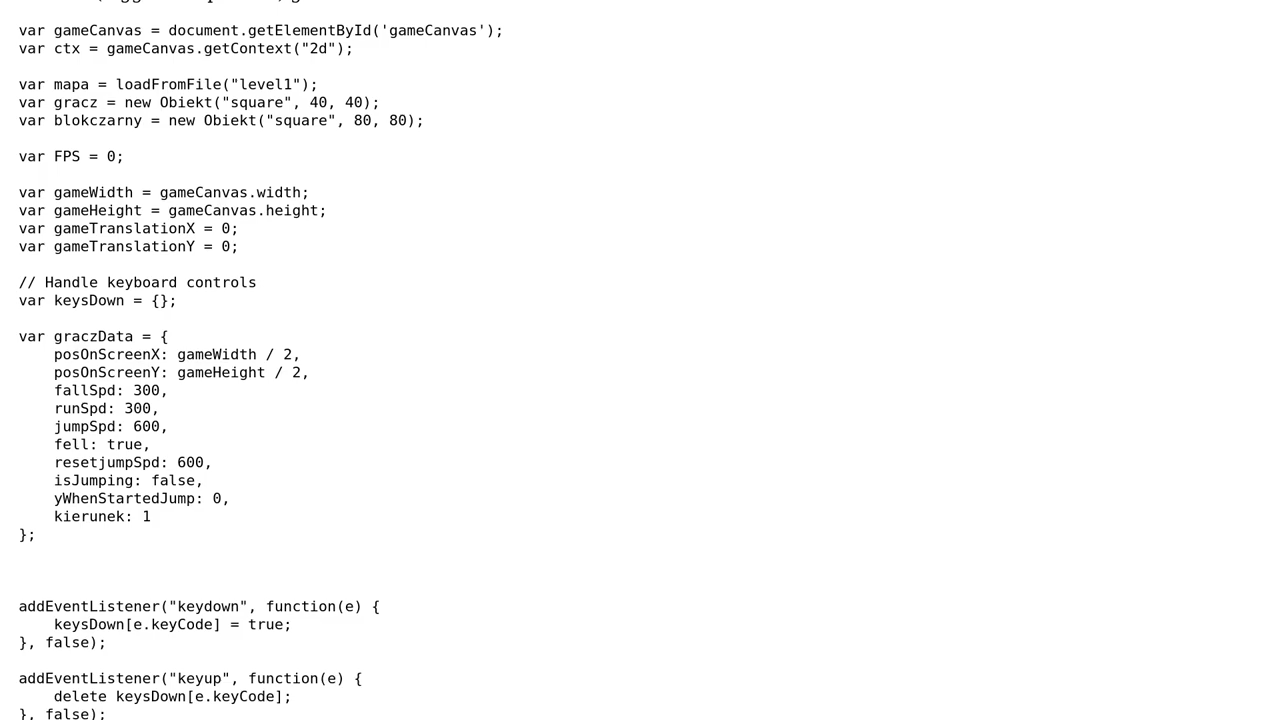 var gameCanvas = document.getElementById('gameCanvas');
var ctx = gameCanvas.getContext("2d");
var mapa = loadFromFile("level1");
var gracz = new Obiekt("square", 40, 40);
var blokczarny = new Obiekt("square", 80, 80);
var FPS = 0;
var gameWidth = gameCanvas.width;
var gameHeight = gameCanvas.height;
var gameTranslationX = 0;
var gameTranslationY = 0;
// Handle keyboard controls
var keysDown = {};
var graczData = {
    posOnScreenX: gameWidth / 2,
    posOnScreenY: gameHeight / 2,
    fallSpd: 300,
    runSpd: 300,
    jumpSpd: 600,
    fell: true,
    resetjumpSpd: 600,
    isJumping: false,
    yWhenStartedJump: 0,
    kierunek: 1
};
addEventListener("keydown", function(e) {
    keysDown[e.keyCode] = true;
}, false);
addEventListener("keyup", function(e) {
    delete keysDown[e.keyCode];
}, false);